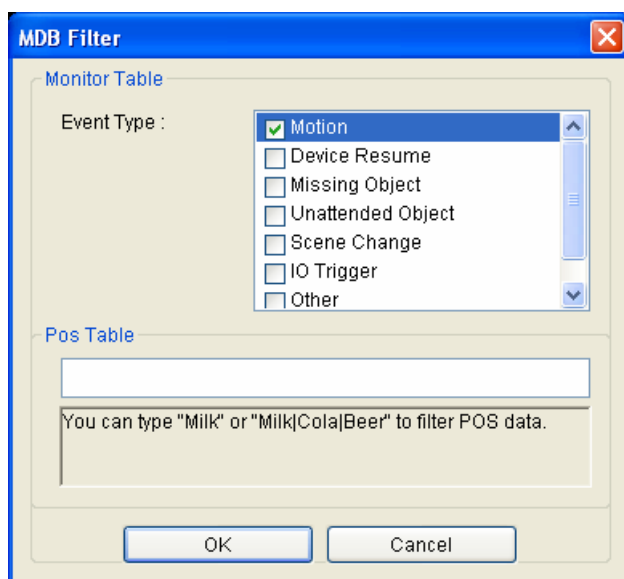 MDB Filter
Monitor Table
Event Type :
Motion
Device Resume
Missing Object
Unattended Object
Scene Change
IO Trigger
Other
Pos Table
You can type "Milk" or "Milk|Cola|Beer" to filter POS data.
OK
Cancel